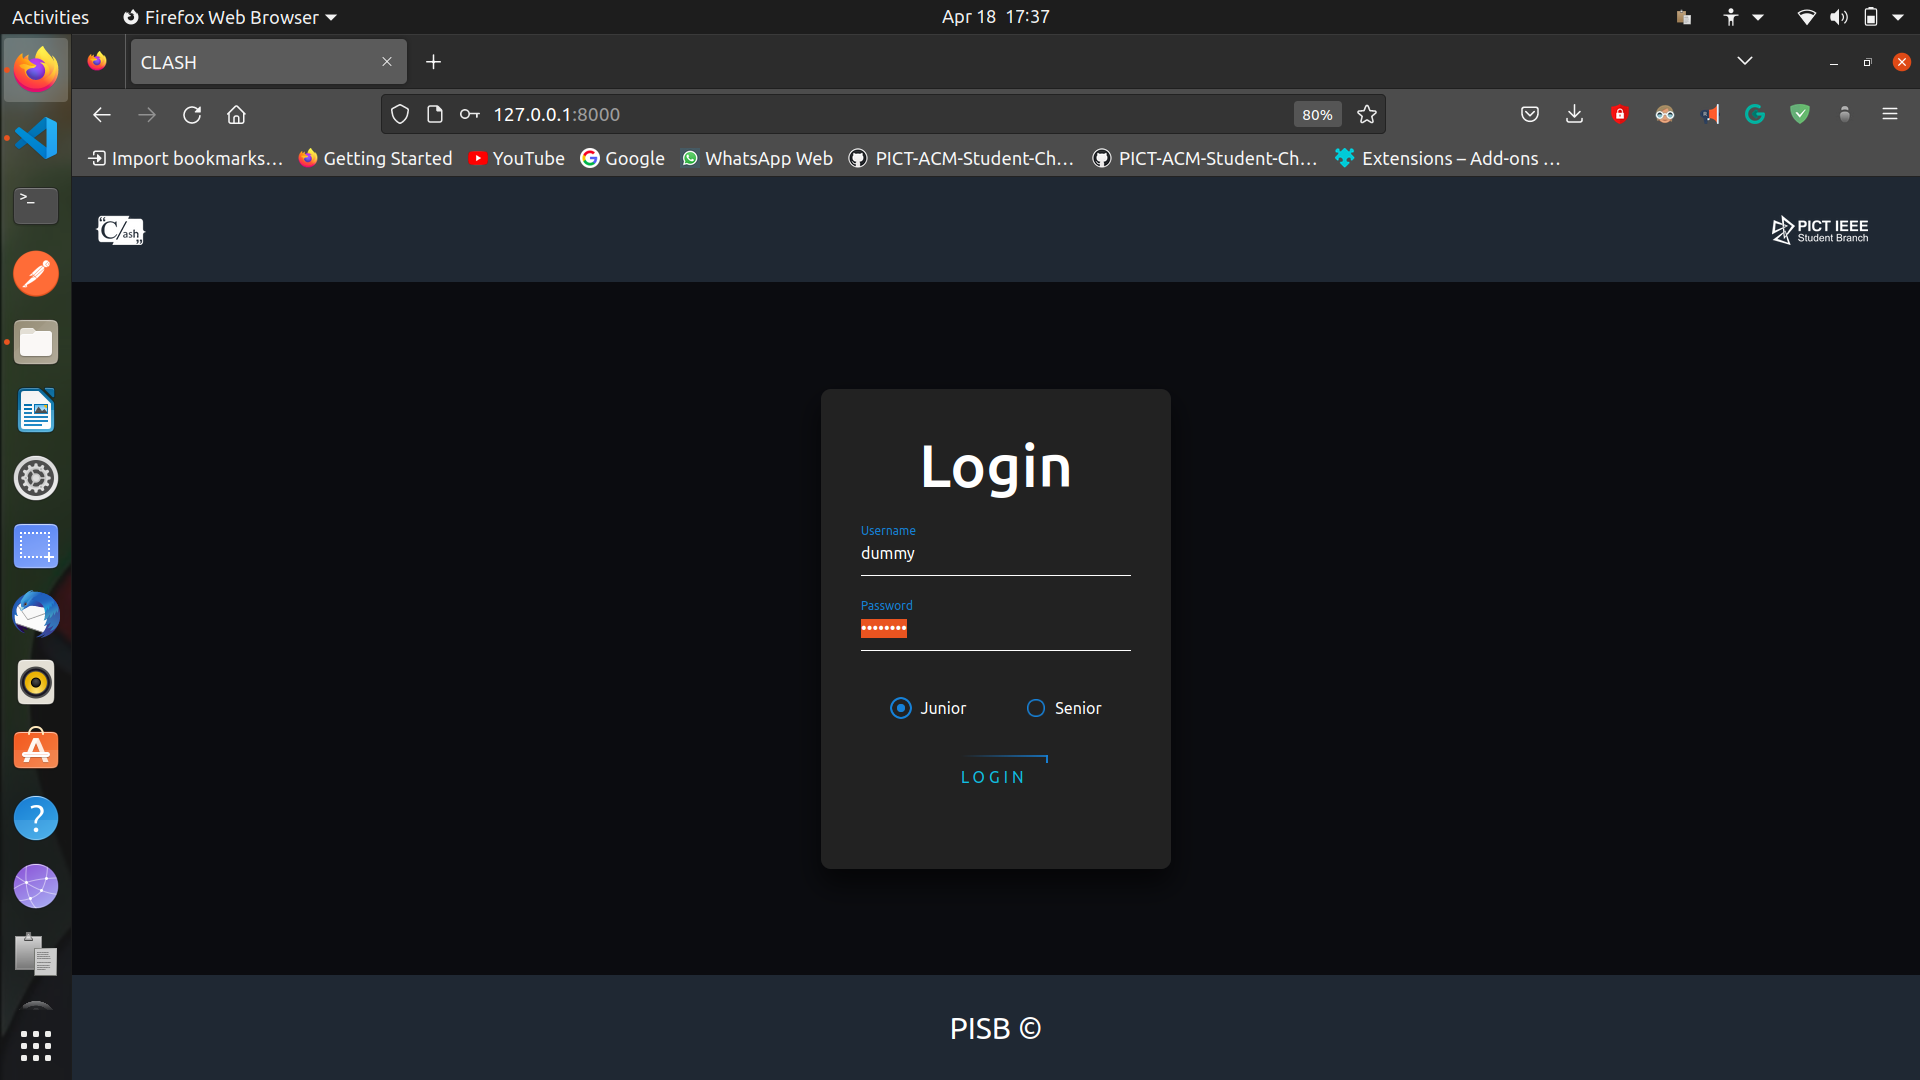 Activities Firefox Web Browser Apr 18 17:37
CLASH
127.0.0.1:8000 80%
Import bookmarks... Getting Started YouTube Google WhatsApp Web PICT-ACM-Student-Ch... PICT-ACM-Student-Ch... Extensions – Add-ons ...
"C/ash„ PICT IEEE
Student Branch
Login
Username
dummy
Password
••••••••
Junior Senior
LOGIN
PISB ©